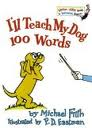 I'll Teach My Dog
100 Words
by Michael Frith
illustrated by P. D. Eastman